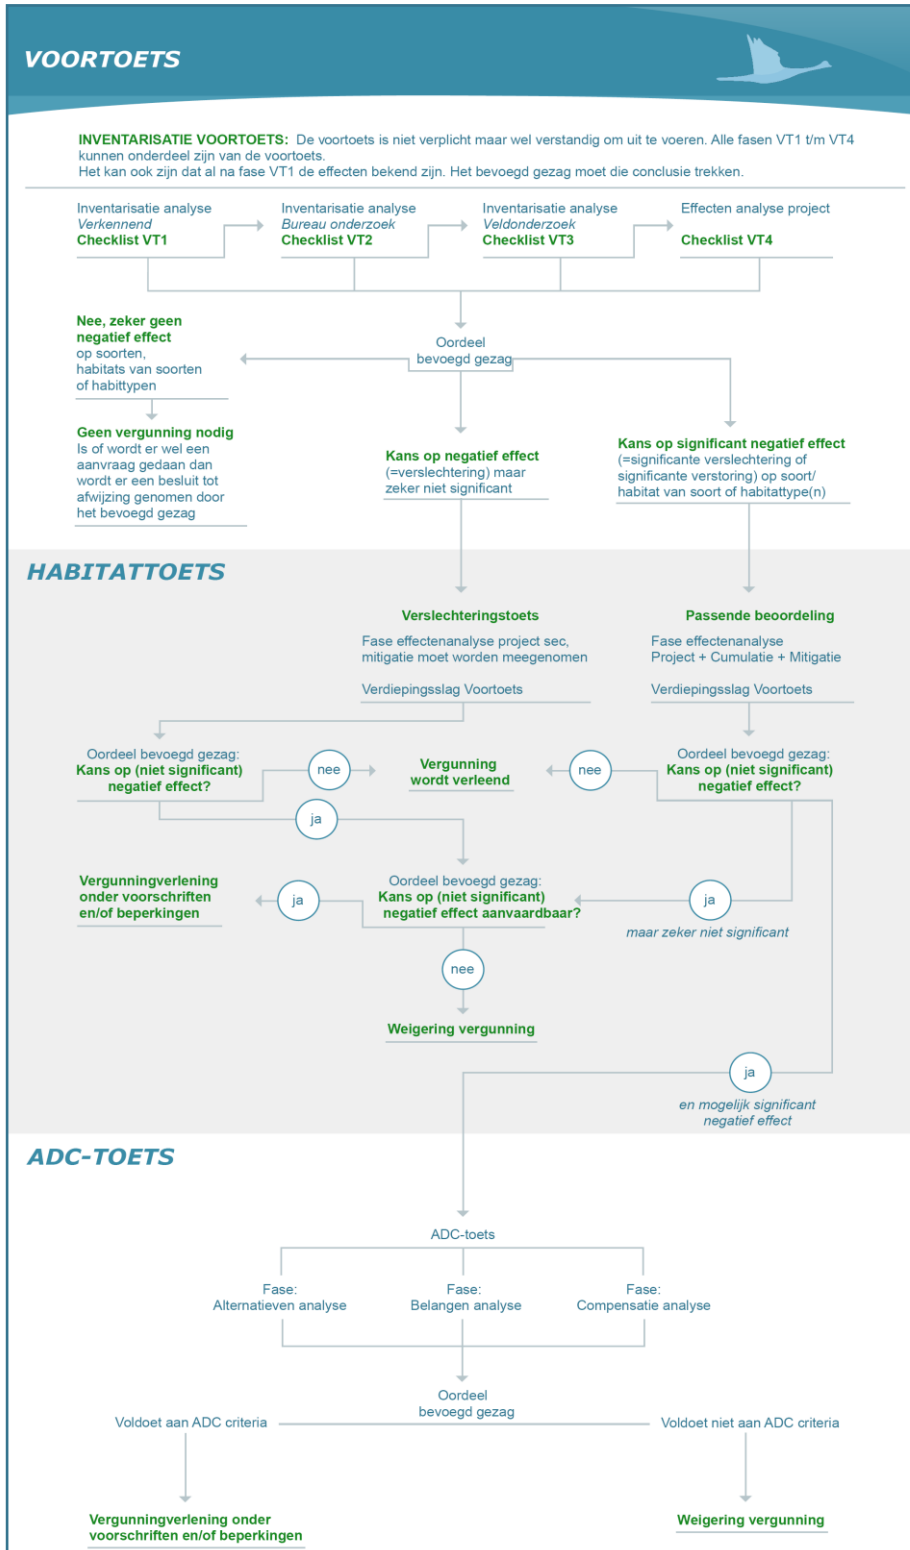 VOORTOETS
INVENTARISATIE VOORTOETS: De voortoets is niet verplicht maar wel verstandig om uit te voeren. Alle fasen VT1 t/m VT4
kunnen onderdeel zijn van de voortoets.
Het kan ook zijn dat al na fase VT1 de effecten bekend zijn. Het bevoegd gezag moet die conclusie trekken.
Inventarisatie analyse
Verkennend
Checklist VT1
Inventarisatie analyse
Bureau onderzoek
Checklist VT2
Inventarisatie analyse
Veldonderzoek
Checklist VT3
Effecten analyse project
Checklist VT4
Oordeel
bevoegd gezag
Nee, zeker geen
negatief effect
op soorten,
habitats van soorten
of habittypen
Geen vergunning nodig
Is of wordt er wel een
aanvraag gedaan dan
wordt er een besluit tot
afwijzing genomen door
het bevoegd gezag
Kans op negatief effect
(=verslechtering) maar
zeker niet significant
Kans op significant negatief effect
(=significante verslechtering of
significante verstoring) op soort/
habitat van soort of habitattype(n)
HABITATTOETS
Verslechteringstoets
Fase effectenanalyse project sec,
mitigatie moet worden meegenomen
Verdiepingsslag Voortoets
Passende beoordeling
Fase effectenanalyse
Project + Cumulatie + Mitigatie
Verdiepingsslag Voortoets
Oordeel bevoegd gezag:
Kans op (niet significant)
negatief effect?
nee
Vergunning
wordt verleend
nee
Oordeel bevoegd gezag:
Kans op (niet significant)
negatief effect?
ja
Vergunningverlening
onder voorschriften
en/of beperkingen
ja
Oordeel bevoegd gezag:
Kans op (niet significant)
negatief effect aanvaardbaar?
ja
maar zeker niet significant
nee
Weigering vergunning
ja
en mogelijk significant
negatief effect
ADC-TOETS
ADC-toets
Fase:
Alternatieven analyse
Fase:
Belangen analyse
Fase:
Compensatie analyse
Oordeel
bevoegd gezag
Voldoet aan ADC criteria
Voldoet niet aan ADC criteria
Vergunningverlening onder
voorschriften en/of beperkingen
Weigering vergunning